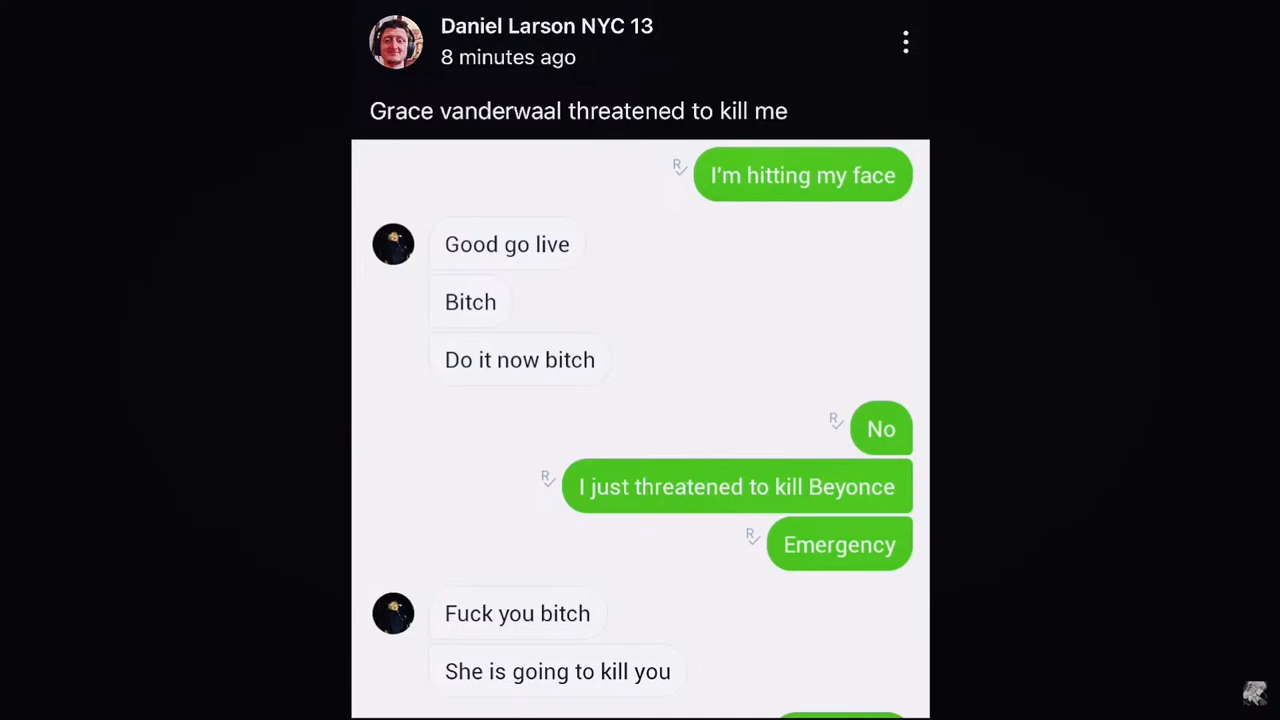 Daniel Larson NYC 13
8 minutes ago
Grace vanderwaal threatened to kill me
R
I'm hitting my face
Good go live
Bitch
Do it now bitch
R
No
R
I just threatened to kill Beyonce
R
Emergency
Fuck you bitch
She is going to kill you